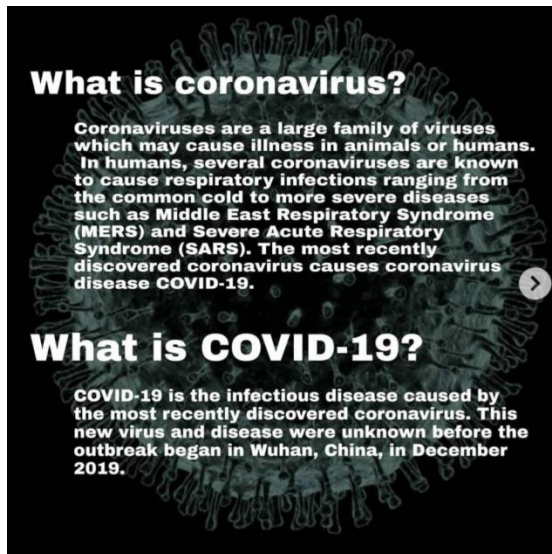 What is coronavirus?
Coronaviruses are a large family of viruses
which may cause illness in animals or humans.
In humans, several coronaviruses are known
to cause respiratory infections ranging from
the common cold to more severe diseases
such as Middle East Respiratory Syndrome
(MERS) and Severe Acute Respiratory
Syndrome (SARS). The most recently
discovered coronavirus causes coronavirus
disease COVID-19.
What is COVID-19?
COVID-19 is the infectious disease caused by
the most recently discovered coronavirus. This
new virus and disease were unknown before the
outbreak began in Wuhan, China, in December
2019.